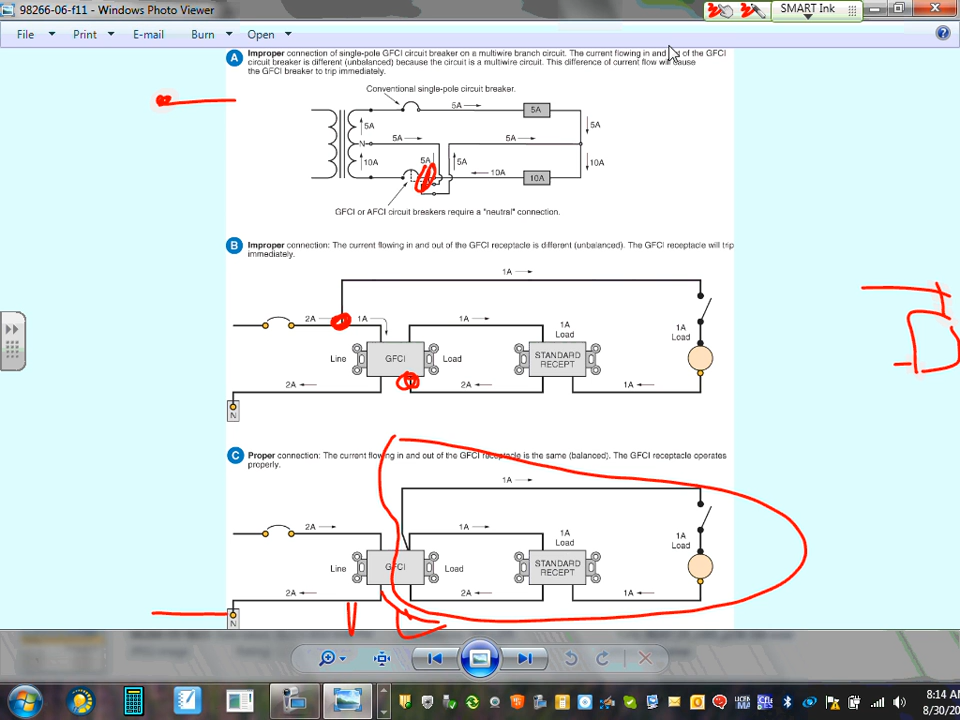 98266-06-f11 - Windows Photo Viewer
SMART Ink
File Print E-mail Burn Open
A Improper connection of single-pole GFCI circuit breaker on a multiwire branch circuit. The current flowing in and out of the GFCI
circuit breaker is different (unbalanced) because the circuit is a multiwire circuit. This difference of current flow will cause
the GFCI breaker to trip immediately.
Conventional single-pole circuit breaker.
5A 5A
5A 5A
N 5A 5A
10A 5A 5A 10A
10A 10A
GFCI or AFCI circuit breakers require a "neutral" connection.
B Improper connection: The current flowing in and out of the GFCI receptacle is different (unbalanced). The GFCI receptacle will trip
immediately.
1A
2A 1A 1A 1A
Load
1A
Load
Line GFCI Load STANDARD
RECEPT
2A 2A 1A
N
C Proper connection: The current flowing in and out of the GFCI receptacle is the same (balanced). The GFCI receptacle operates
properly.
1A
2A 1A 1A
Load
1A
Load
Line GFCI Load STANDARD
RECEPT
2A 2A 1A
N
8:14 AM